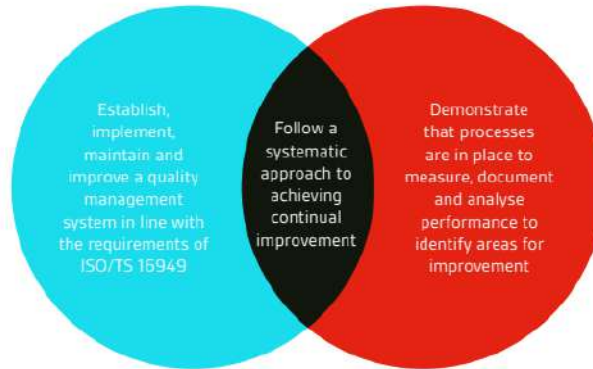 Establish,
implement,
maintain and
improve a quality
management
system in line with
the requirements of
ISO/TS 16949
Follow a
systematic
approach to
achieving
continual
improvement
Demonstrate
that processes
are in place to
measure, document
and analyse
performance to
identify areas for
improvement